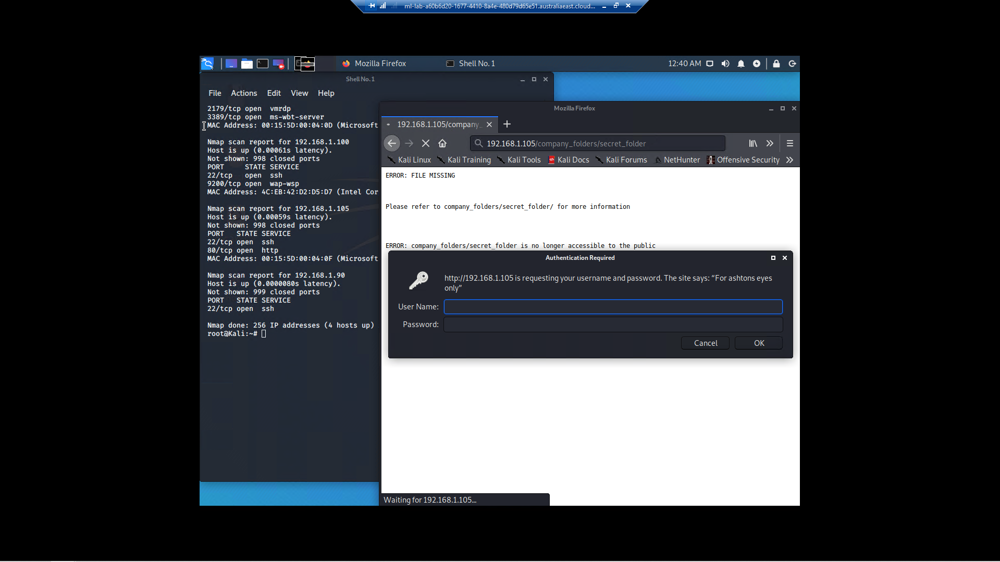 ml-lab-a60b6d20-1677-4410-8a4e-480d79d65e51.australiaeast.cloud...
Mozilla Firefox
Shell No. 1
12:40 AM
Shell No. 1
File Actions Edit View Help
2179/tcp open  vmrdp
3389/tcp open  ms-wbt-server
MAC Address: 00:15:5D:00:04:0D (Microsoft
Nmap scan report for 192.168.1.100
Host is up (0.00061s latency).
Not shown: 998 closed ports
PORT     STATE SERVICE
22/tcp   open  ssh
9200/tcp open  wap-wsp
MAC Address: 4C:EB:42:D2:D5:D7 (Intel Cor
Nmap scan report for 192.168.1.105
Host is up (0.00059s latency).
Not shown: 998 closed ports
PORT   STATE SERVICE
22/tcp open  ssh
80/tcp open  http
MAC Address: 00:15:5D:00:04:0F (Microsoft
Nmap scan report for 192.168.1.90
Host is up (0.0000080s latency).
Not shown: 999 closed ports
PORT   STATE SERVICE
22/tcp open  ssh
Nmap done: 256 IP addresses (4 hosts up)
root@Kali:~#
Mozilla Firefox
192.168.1.105/company_
192.168.1.105/company_folders/secret_folder
Kali Linux Kali Training Kali Tools Kali Docs Kali Forums NetHunter Offensive Security
ERROR: FILE MISSING
Please refer to company_folders/secret_folder/ for more information
ERROR: company_folders/secret_folder is no longer accessible to the public
Authentication Required
http://192.168.1.105 is requesting your username and password. The site says: “For ashtons eyes
only”
User Name:
Password:
Cancel
OK
Waiting for 192.168.1.105...